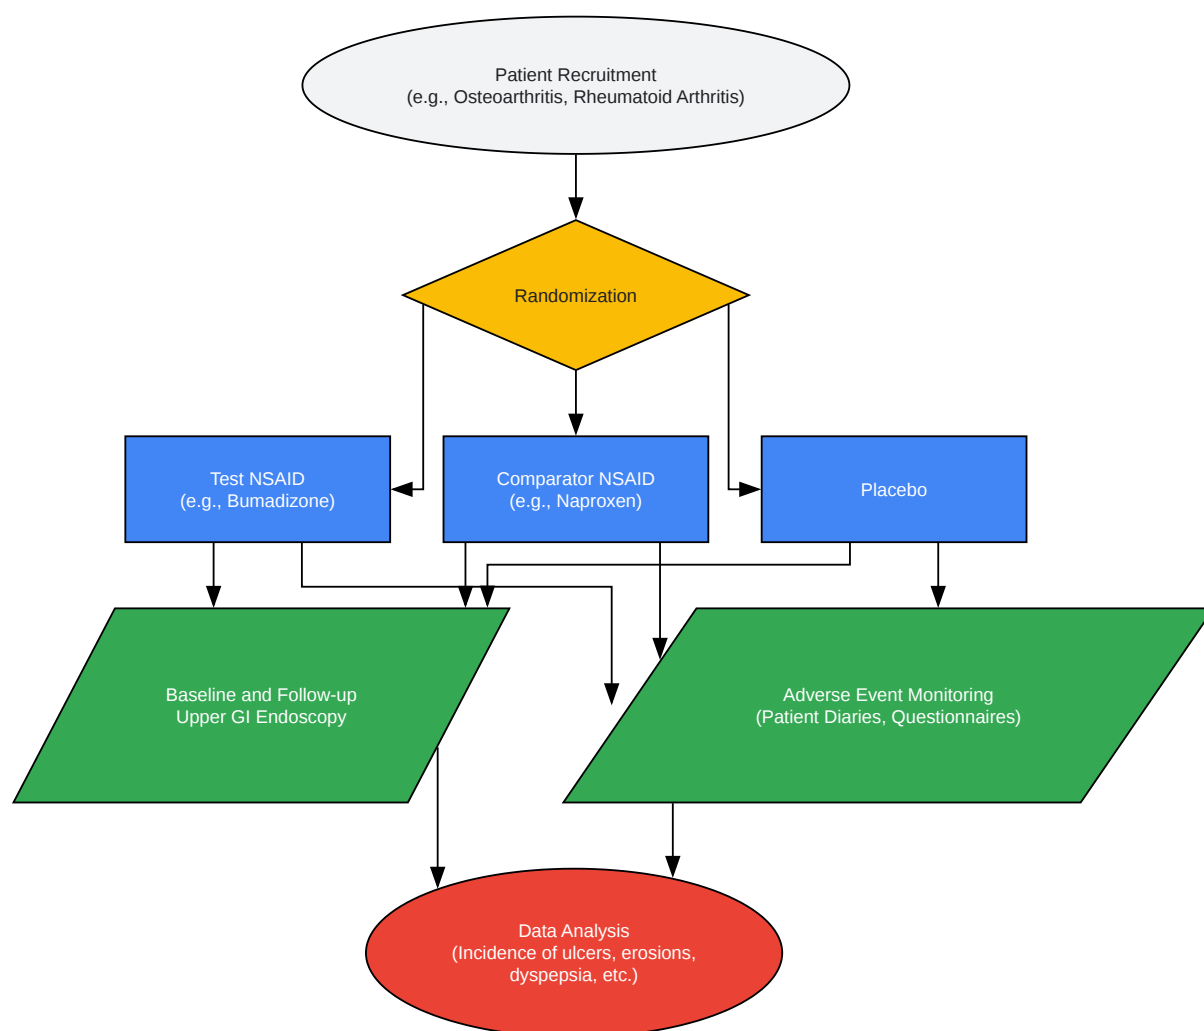 Patient Recruitment
(e.g., Osteoarthritis, Rheumatoid Arthritis)
Randomization
Test NSAID
(e.g., Bumadizone)
Comparator NSAID
(e.g., Naproxen)
Placebo
Baseline and Follow-up
Upper GI Endoscopy
Adverse Event Monitoring
(Patient Diaries, Questionnaires)
Data Analysis
(Incidence of ulcers, erosions,
dyspepsia, etc.)